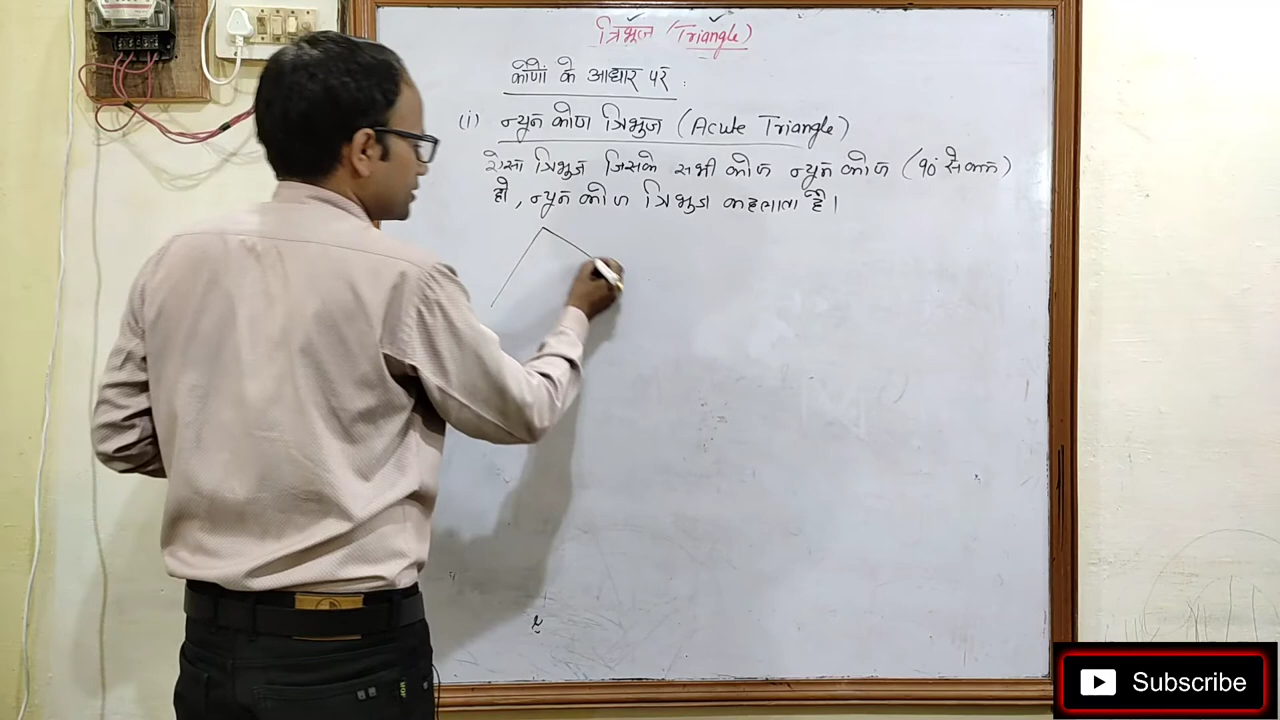 त्रिभुज (Triangle)
कोणों के आधार पर :
(i) न्यून कोण त्रिभुज (Acute Triangle)
ऐसा त्रिभुज जिसके सभी कोण न्यून कोण (90° से कम)
हो, न्यून कोण त्रिभुज कहलाता है।
Subscribe